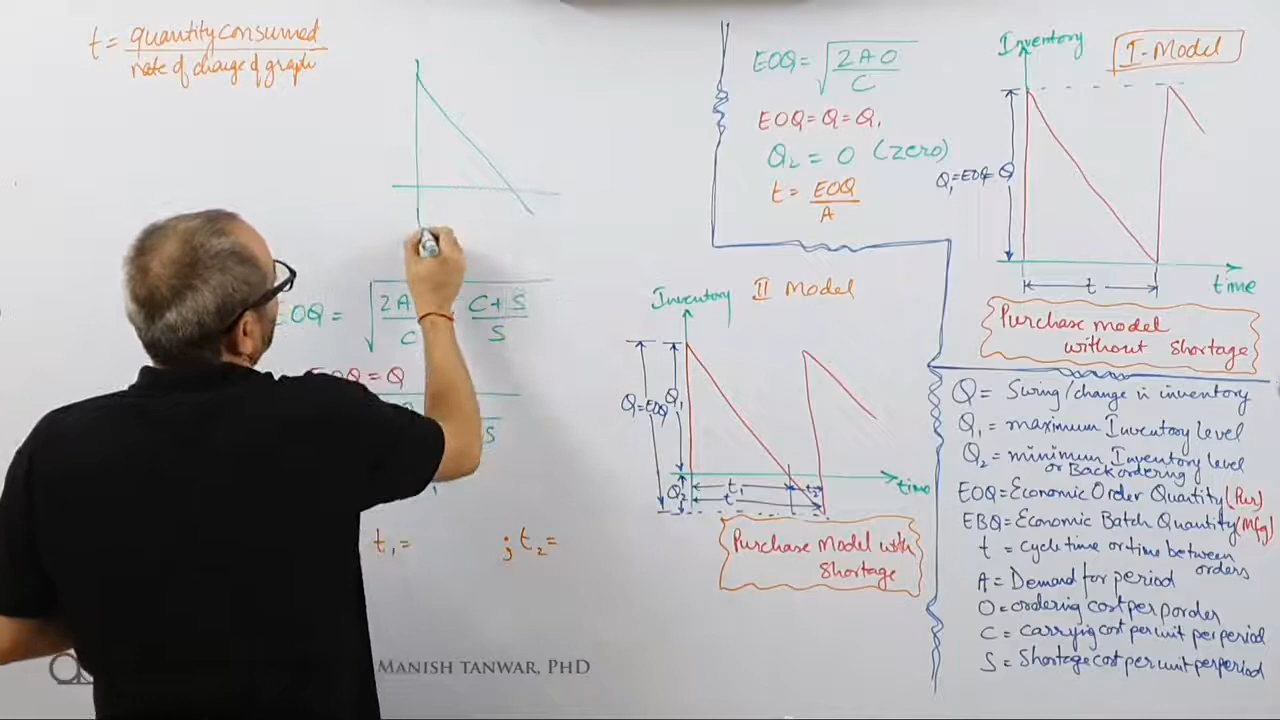 t = quantity consumed
rate of change of graph
EOQ =
2A
C
C+S
S
EOQ = Q
S
t₁ =
; t₂ =
MANISH TANWAR, PHD
EOQ = √
2AO
C
EOQ = Q = Q₁
Q₂ = 0 (zero)
t = EOQ
A
Inventory
I-Model
Q₁=EOQ=Q
t
time
Purchase model
without shortage
Inventory
II Model
Q=EOQ
Q₁
Q₂
t₁
t₂
t
time
Purchase Model with
Shortage
Q = Swing/change in inventory
Q₁ = maximum Inventory level
Q₂ = minimum Inventory level
or Backordering
EOQ = Economic Order Quantity (Pur)
EBQ = Economic Batch Quantity (Mfg)
t = cycle time or time between
orders
A = Demand for period
O = ordering cost per porder
C = carrying cost per unit per period
S = Shortage cost per unit per period